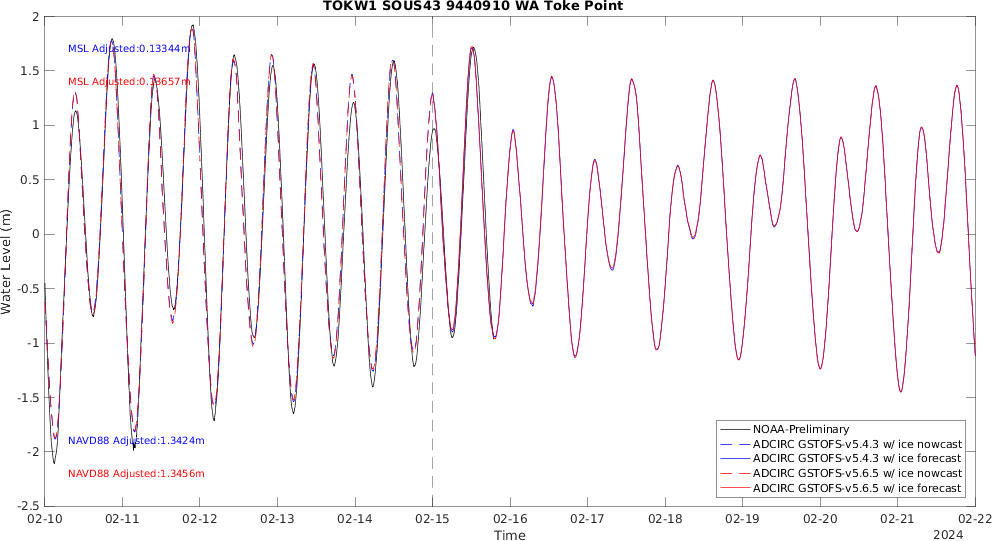 TOKW1 SOUS43 9440910 WA Toke Point
2
1.5
1
0.5
0
-0.5
-1
-1.5
-2
-2.5
Water Level (m)
MSL Adjusted:0.13344m
MSL Adjusted:0.13657m
NAVD88 Adjusted:1.3424m
NAVD88 Adjusted:1.3456m
NOAA-Preliminary
ADCIRC GSTOFS-v5.4.3 w/ ice nowcast
ADCIRC GSTOFS-v5.4.3 w/ ice forecast
ADCIRC GSTOFS-v5.6.5 w/ ice nowcast
ADCIRC GSTOFS-v5.6.5 w/ ice forecast
02-10 02-11 02-12 02-13 02-14 02-15 02-16 02-17 02-18 02-19 02-20 02-21 02-22
Time
2024